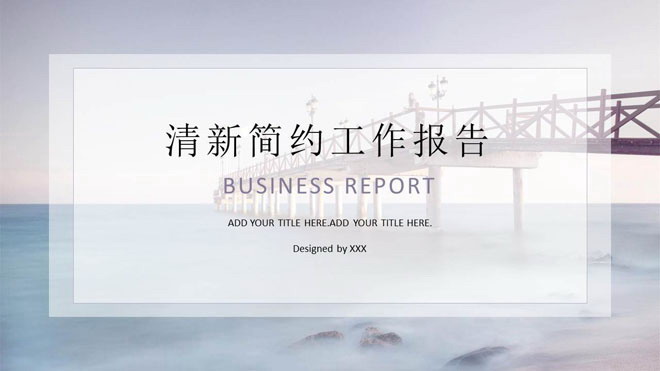 清新简约工作报告
BUSINESS REPORT
ADD YOUR TITLE HERE.ADD YOUR TITLE HERE.
Designed by XXX